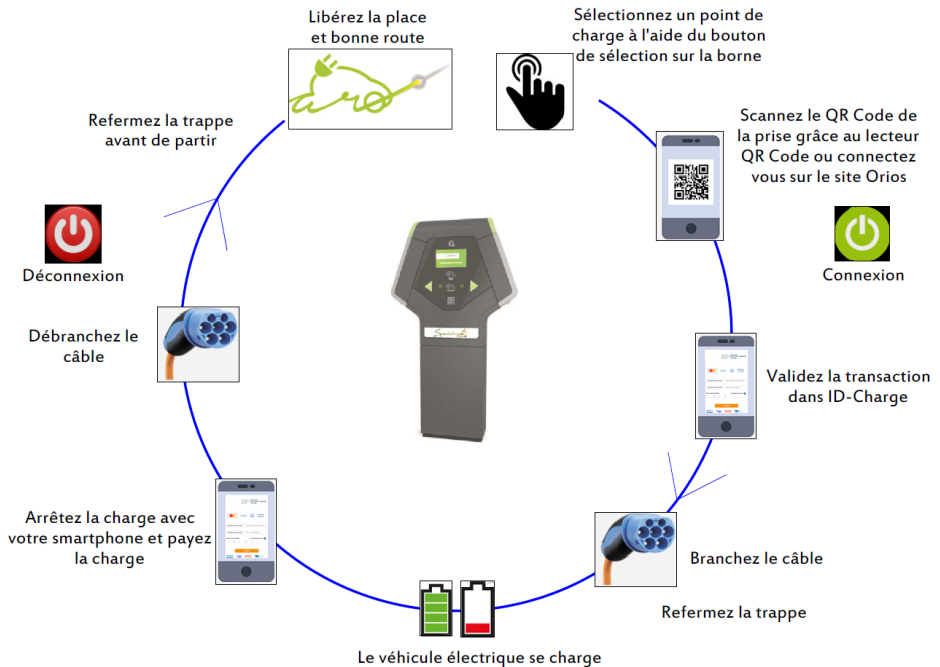 Sélectionnez un point de
charge à l'aide du bouton
de sélection sur la borne
Scannez le QR Code de
la prise grâce au lecteur
QR Code ou connectez
vous sur le site Orios
Connexion
Validez la transaction
dans ID-Charge
Branchez le câble
Refermez la trappe
Le véhicule électrique se charge
Arrêtez la charge avec
votre smartphone et payez
la charge
Débranchez le
câble
Déconnexion
Refermez la trappe
avant de partir
Libérez la place
et bonne route